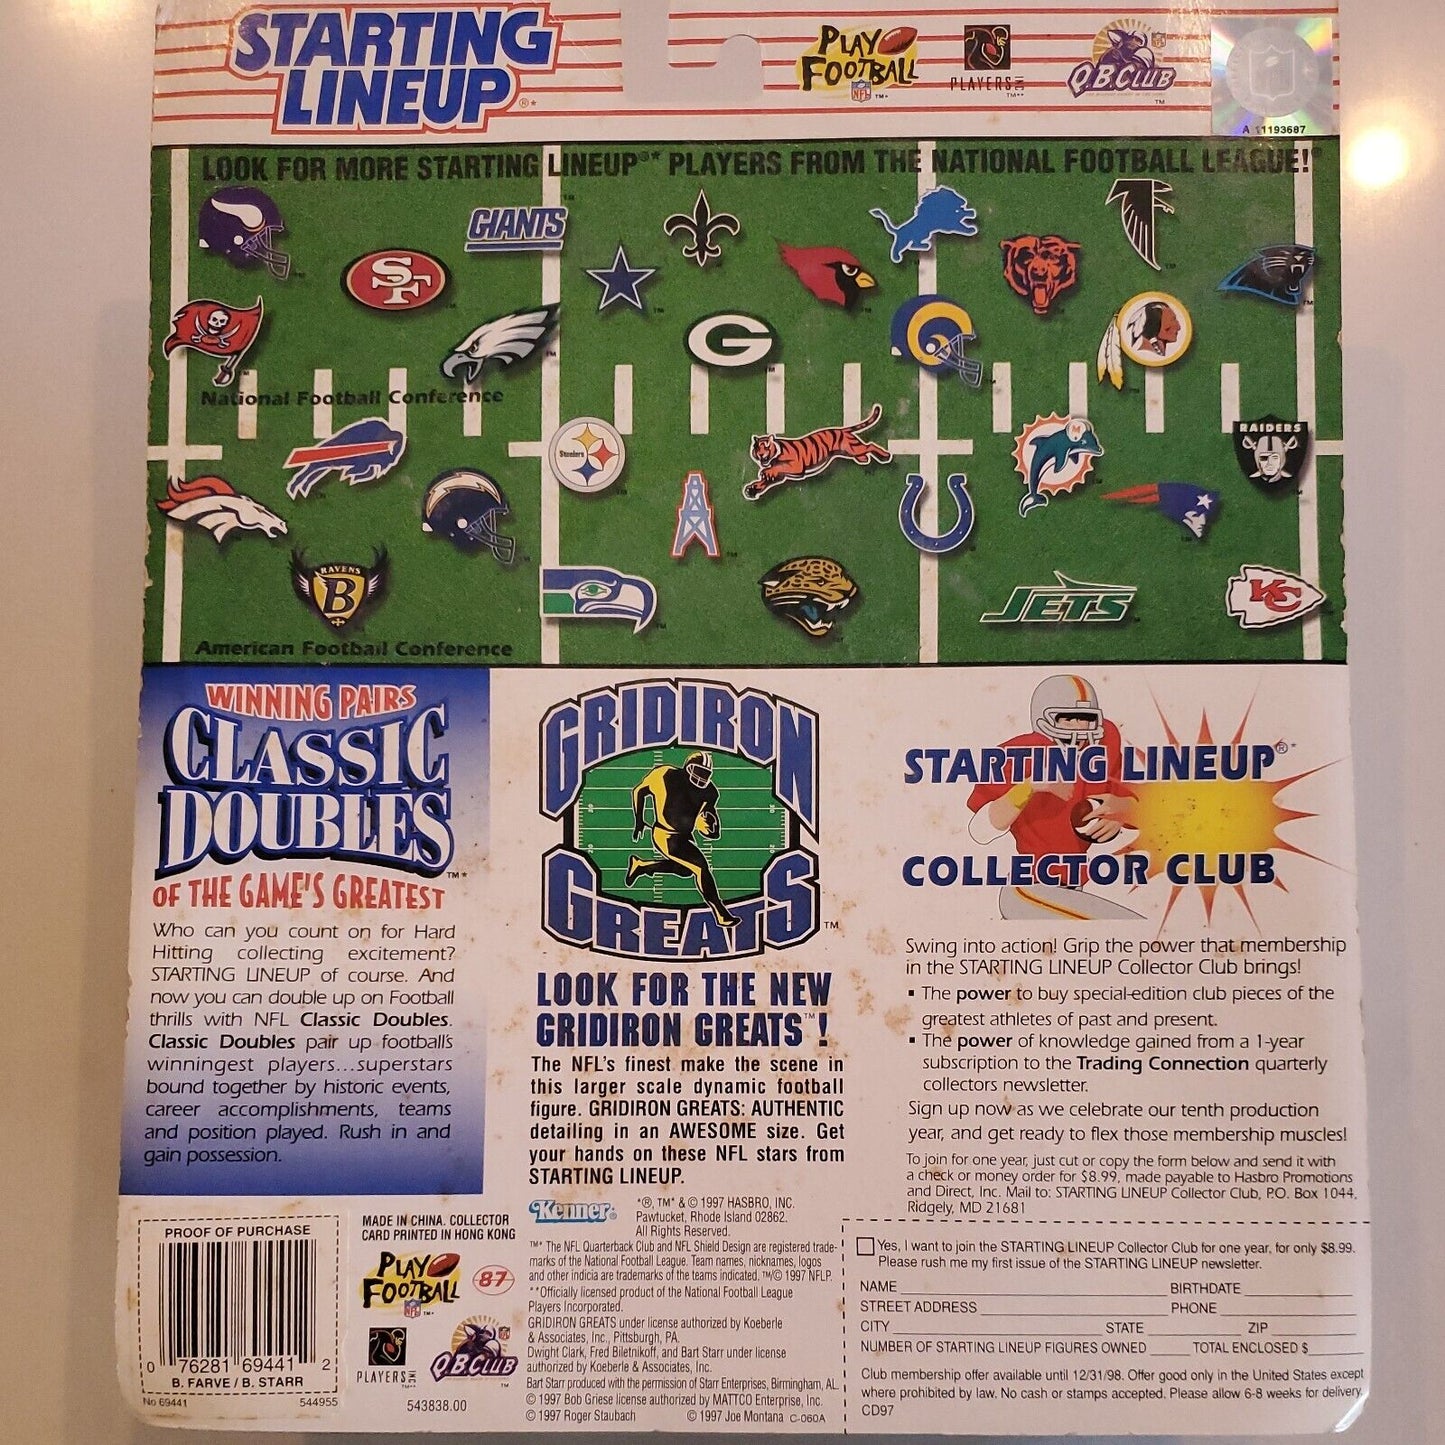 STARTING
LINEUP®*
PLAY
FOOTBALL
NFL TM*
PLAYERS INC
TM**
NFL
Q.B.CLUB
TM
A 11193687
LOOK FOR MORE STARTING LINEUP®* PLAYERS FROM THE NATIONAL FOOTBALL LEAGUE!
GIANTS
SF
G
National Football Conference
Steelers
M
RAIDERS
RAVENS
B
JETS
KC
American Football Conference
WINNING PAIRS
CLASSIC
DOUBLES
TM*
OF THE GAME'S GREATEST
Who can you count on for Hard
Hitting collecting excitement?
STARTING LINEUP of course. And
now you can double up on Football
thrills with NFL Classic Doubles.
Classic Doubles pair up football's
winningest players...superstars
bound together by historic events,
career accomplishments, teams
and position played. Rush in and
gain possession.
GRIDIRON
GREATS
TM
LOOK FOR THE NEW
GRIDIRON GREATS™!
The NFL's finest make the scene in
this larger scale dynamic football
figure. GRIDIRON GREATS: AUTHENTIC
detailing in an AWESOME size. Get
your hands on these NFL stars from
STARTING LINEUP.
STARTING LINEUP®*
COLLECTOR CLUB
Swing into action! Grip the power that membership
in the STARTING LINEUP Collector Club brings!
▪ The power to buy special-edition club pieces of the
greatest athletes of past and present.
▪ The power of knowledge gained from a 1-year
subscription to the Trading Connection quarterly
collectors newsletter.
Sign up now as we celebrate our tenth production
year, and get ready to flex those membership muscles!
To join for one year, just cut or copy the form below and send it with
a check or money order for $8.99, made payable to Hasbro Promotions
and Direct, Inc. Mail to: STARTING LINEUP Collector Club, P.O. Box 1044,
Ridgely, MD 21681
PROOF OF PURCHASE
0 76281 69441 2
B. FARVE / B. STARR
No 69441
544955
MADE IN CHINA. COLLECTOR
CARD PRINTED IN HONG KONG
PLAY
FOOTBALL
NFL TM*
87
PLAYERS INC
TM**
NFL
Q.B.CLUB
TM
543838.00
Kenner®
*®, TM* & © 1997 HASBRO, INC.
Pawtucket, Rhode Island 02862.
All Rights Reserved.
TM* The NFL Quarterback Club and NFL Shield Design are registered trade-
marks of the National Football League. Team names, nicknames, logos
and other indicia are trademarks of the teams indicated. TM/© 1997 NFLP.
**Officially licensed product of the National Football League
Players Incorporated.
GRIDIRON GREATS under license authorized by Koeberle
& Associates, Inc., Pittsburgh, PA.
Dwight Clark, Fred Biletnikoff, and Bart Starr under license
authorized by Koeberle & Associates, Inc.
Bart Starr produced with the permission of Starr Enterprises, Birmingham, AL.
© 1997 Bob Griese license authorized by MATTCO Enterprise, Inc.
© 1997 Roger Staubach © 1997 Joe Montana C-060A
Yes, I want to join the STARTING LINEUP Collector Club for one year, for only $8.99.
Please rush me my first issue of the STARTING LINEUP newsletter.
NAME BIRTHDATE
STREET ADDRESS PHONE
CITY STATE ZIP
NUMBER OF STARTING LINEUP FIGURES OWNED TOTAL ENCLOSED $
Club membership offer available until 12/31/98. Offer good only in the United States except
where prohibited by law. No cash or stamps accepted. Please allow 6-8 weeks for delivery.
CD97